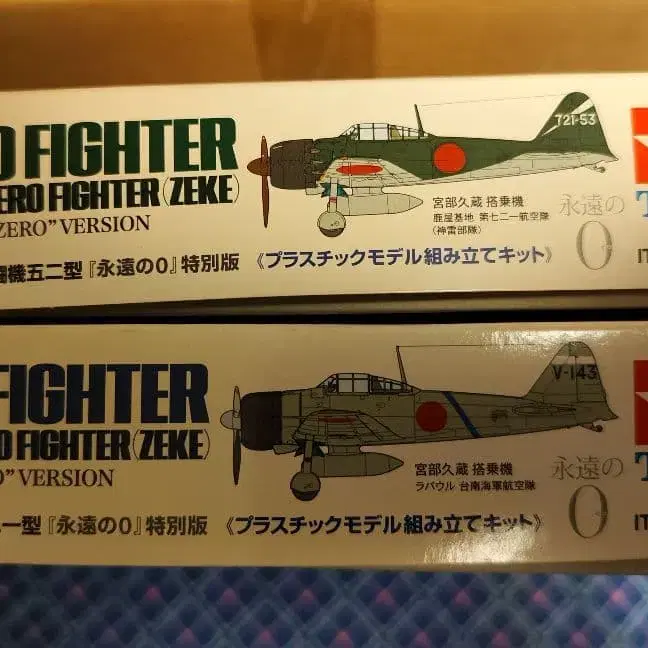 O FIGHTER
ERO FIGHTER (ZEKE)
ZERO” VERSION
闘機五二型『永遠の0』特別版 《プラスチックモデル組み立てキット》
721-53
宮部久蔵 搭乗機
鹿屋基地 第七二一航空隊
(神雷部隊)
永遠の
0
T
IT
FIGHTER
O FIGHTER (ZEKE)
O” VERSION
一型『永遠の0』特別版 《プラスチックモデル組み立てキット》
V-143
宮部久蔵 搭乗機
ラバウル 台南海軍航空隊
永遠の
0
T
IT